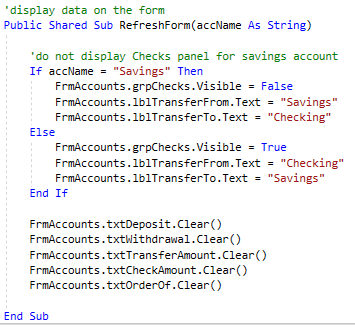 'display data on the form
Public Shared Sub RefreshForm(accName As String)
'do not display Checks panel for savings account
If accName = "Savings" Then
FrmAccounts.grpChecks.Visible = False
FrmAccounts.lblTransferFrom.Text = "Savings"
FrmAccounts.lblTransferTo.Text = "Checking"
Else
FrmAccounts.grpChecks.Visible = True
FrmAccounts.lblTransferFrom.Text = "Checking"
FrmAccounts.lblTransferTo.Text = "Savings"
End If
FrmAccounts.txtDeposit.Clear()
FrmAccounts.txtWithdrawal.Clear()
FrmAccounts.txtTransferAmount.Clear()
FrmAccounts.txtCheckAmount.Clear()
FrmAccounts.txtOrderOf.Clear()
End Sub